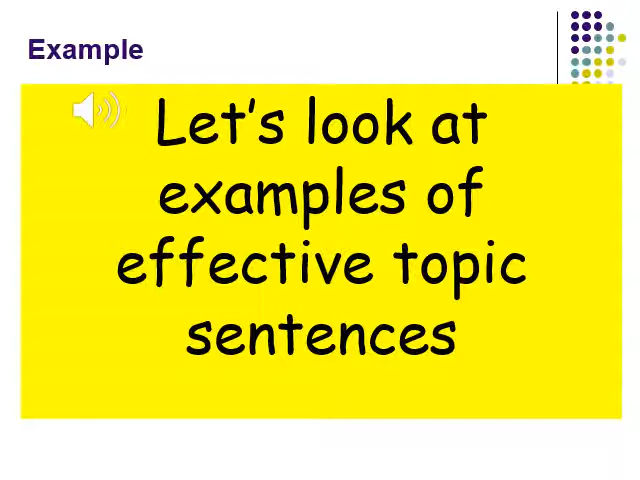 Example
Let's look at
examples of
effective topic
sentences